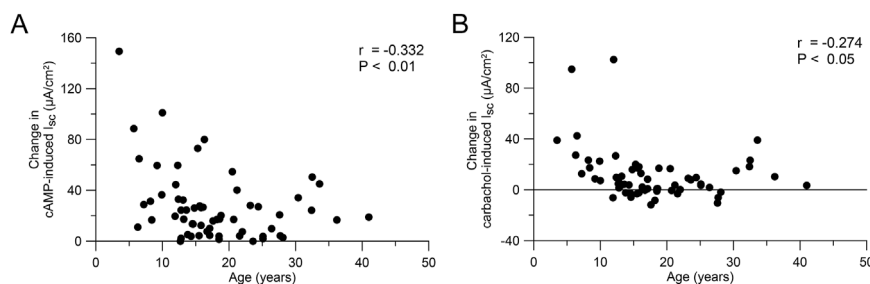 A
r = -0.332
P < 0.01
Change in
cAMP-induced Isc (µA/cm²)
160
120
80
40
0
0 10 20 30 40 50
Age (years)
B
r = -0.274
P < 0.05
Change in
carbachol-induced Isc (µA/cm²)
120
80
40
0
-40
0 10 20 30 40 50
Age (years)